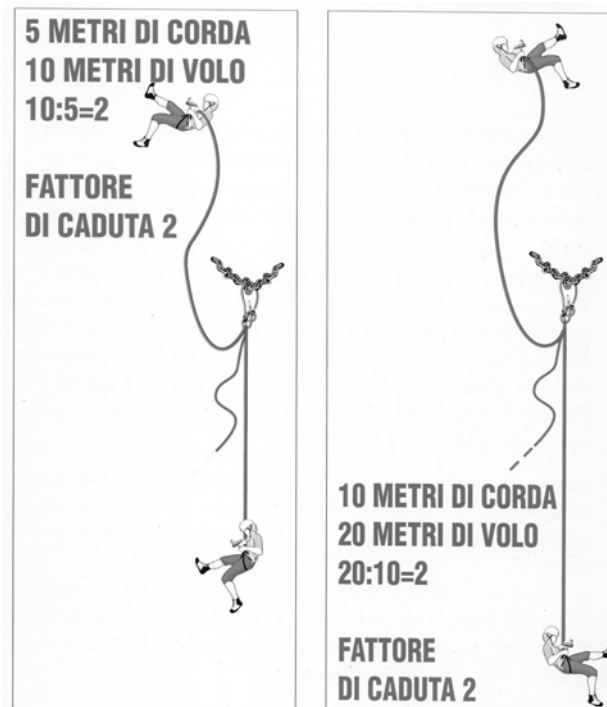 5 METRI DI CORDA
10 METRI DI VOLO
10:5=2
FATTORE
DI CADUTA 2
10 METRI DI CORDA
20 METRI DI VOLO
20:10=2
FATTORE
DI CADUTA 2